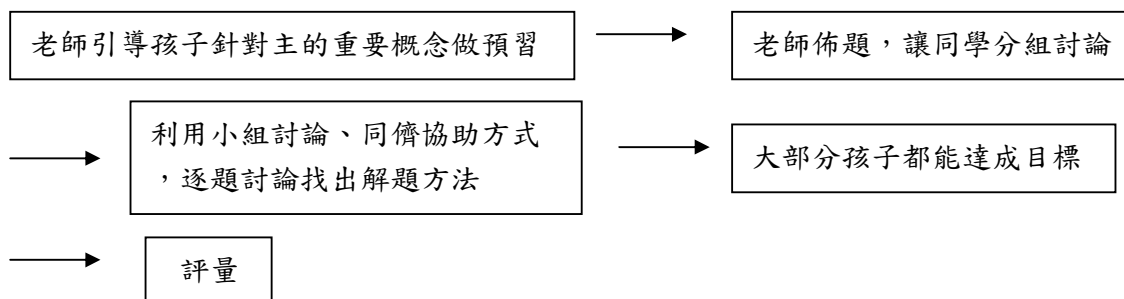 老師引導孩子針對主的重要概念做預習
老師佈題，讓同學分組討論
利用小組討論、同儕協助方式
，逐題討論找出解題方法
大部分孩子都能達成目標
評量